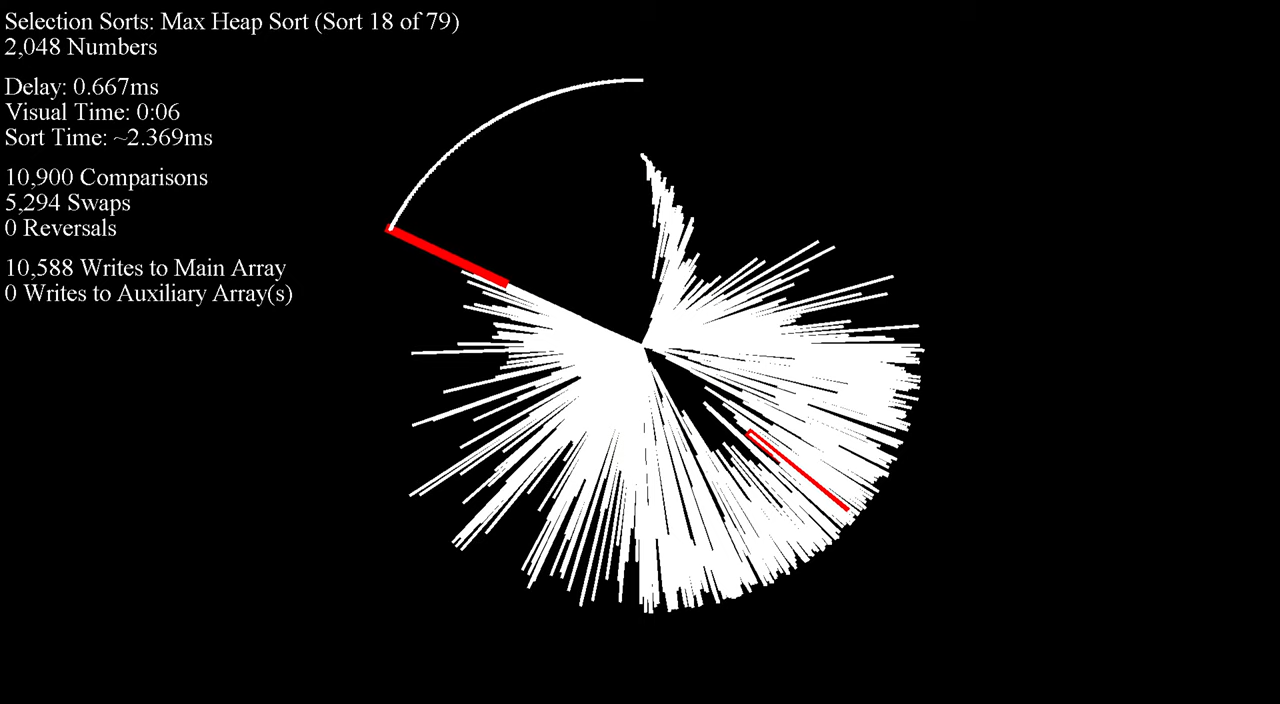 Selection Sorts: Max Heap Sort (Sort 18 of 79)
2,048 Numbers
Delay: 0.667ms
Visual Time: 0:06
Sort Time: ~2.369ms
10,900 Comparisons
5,294 Swaps
0 Reversals
10,588 Writes to Main Array
0 Writes to Auxiliary Array(s)